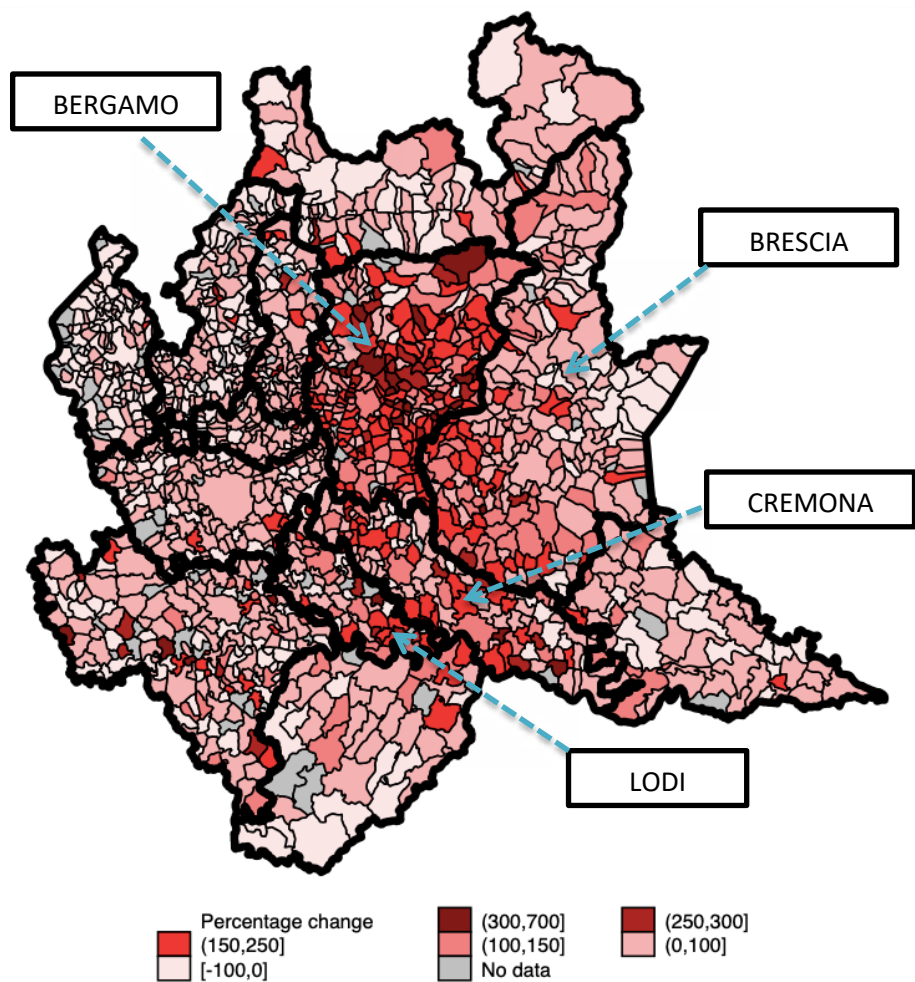 BERGAMO
BRESCIA
CREMONA
LODI
Percentage change
(300,700]
(250,300]
(150,250]
(100,150]
(0,100]
[-100,0]
No data